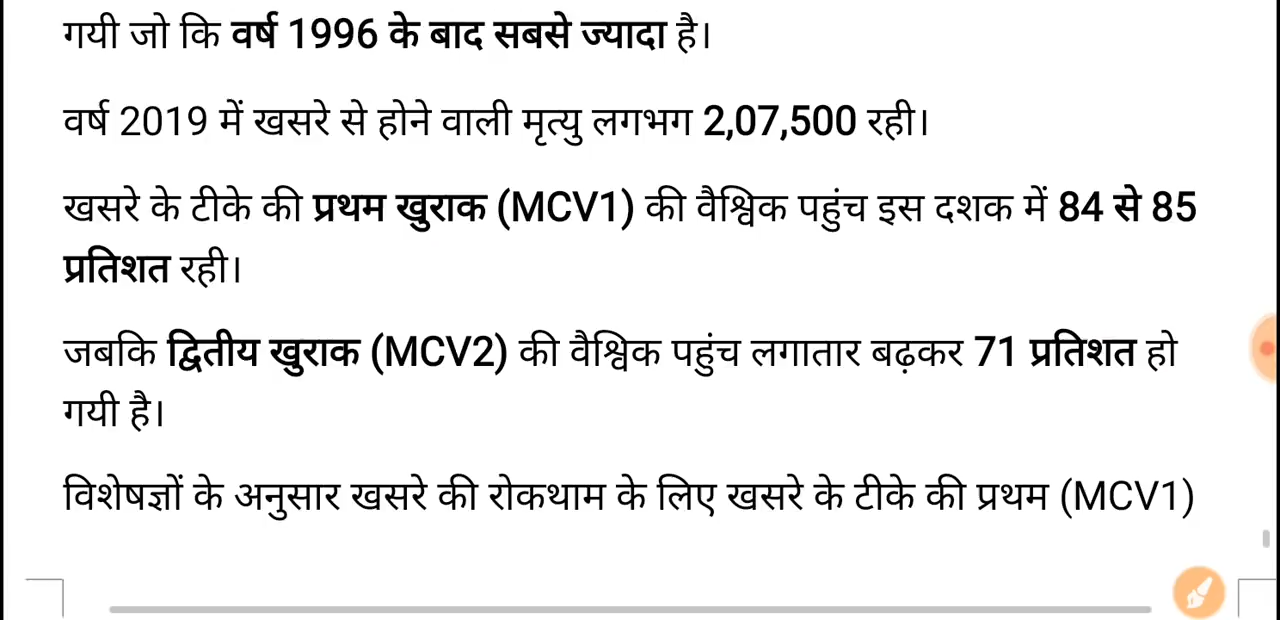 गयी जो कि वर्ष 1996 के बाद सबसे ज्यादा है।
वर्ष 2019 में खसरे से होने वाली मृत्यु लगभग 2,07,500 रही।
खसरे के टीके की प्रथम खुराक (MCV1) की वैश्विक पहुंच इस दशक में 84 से 85
प्रतिशत रही।
जबकि द्वितीय खुराक (MCV2) की वैश्विक पहुंच लगातार बढ़कर 71 प्रतिशत हो
गयी है।
विशेषज्ञों के अनुसार खसरे की रोकथाम के लिए खसरे के टीके की प्रथम (MCV1)